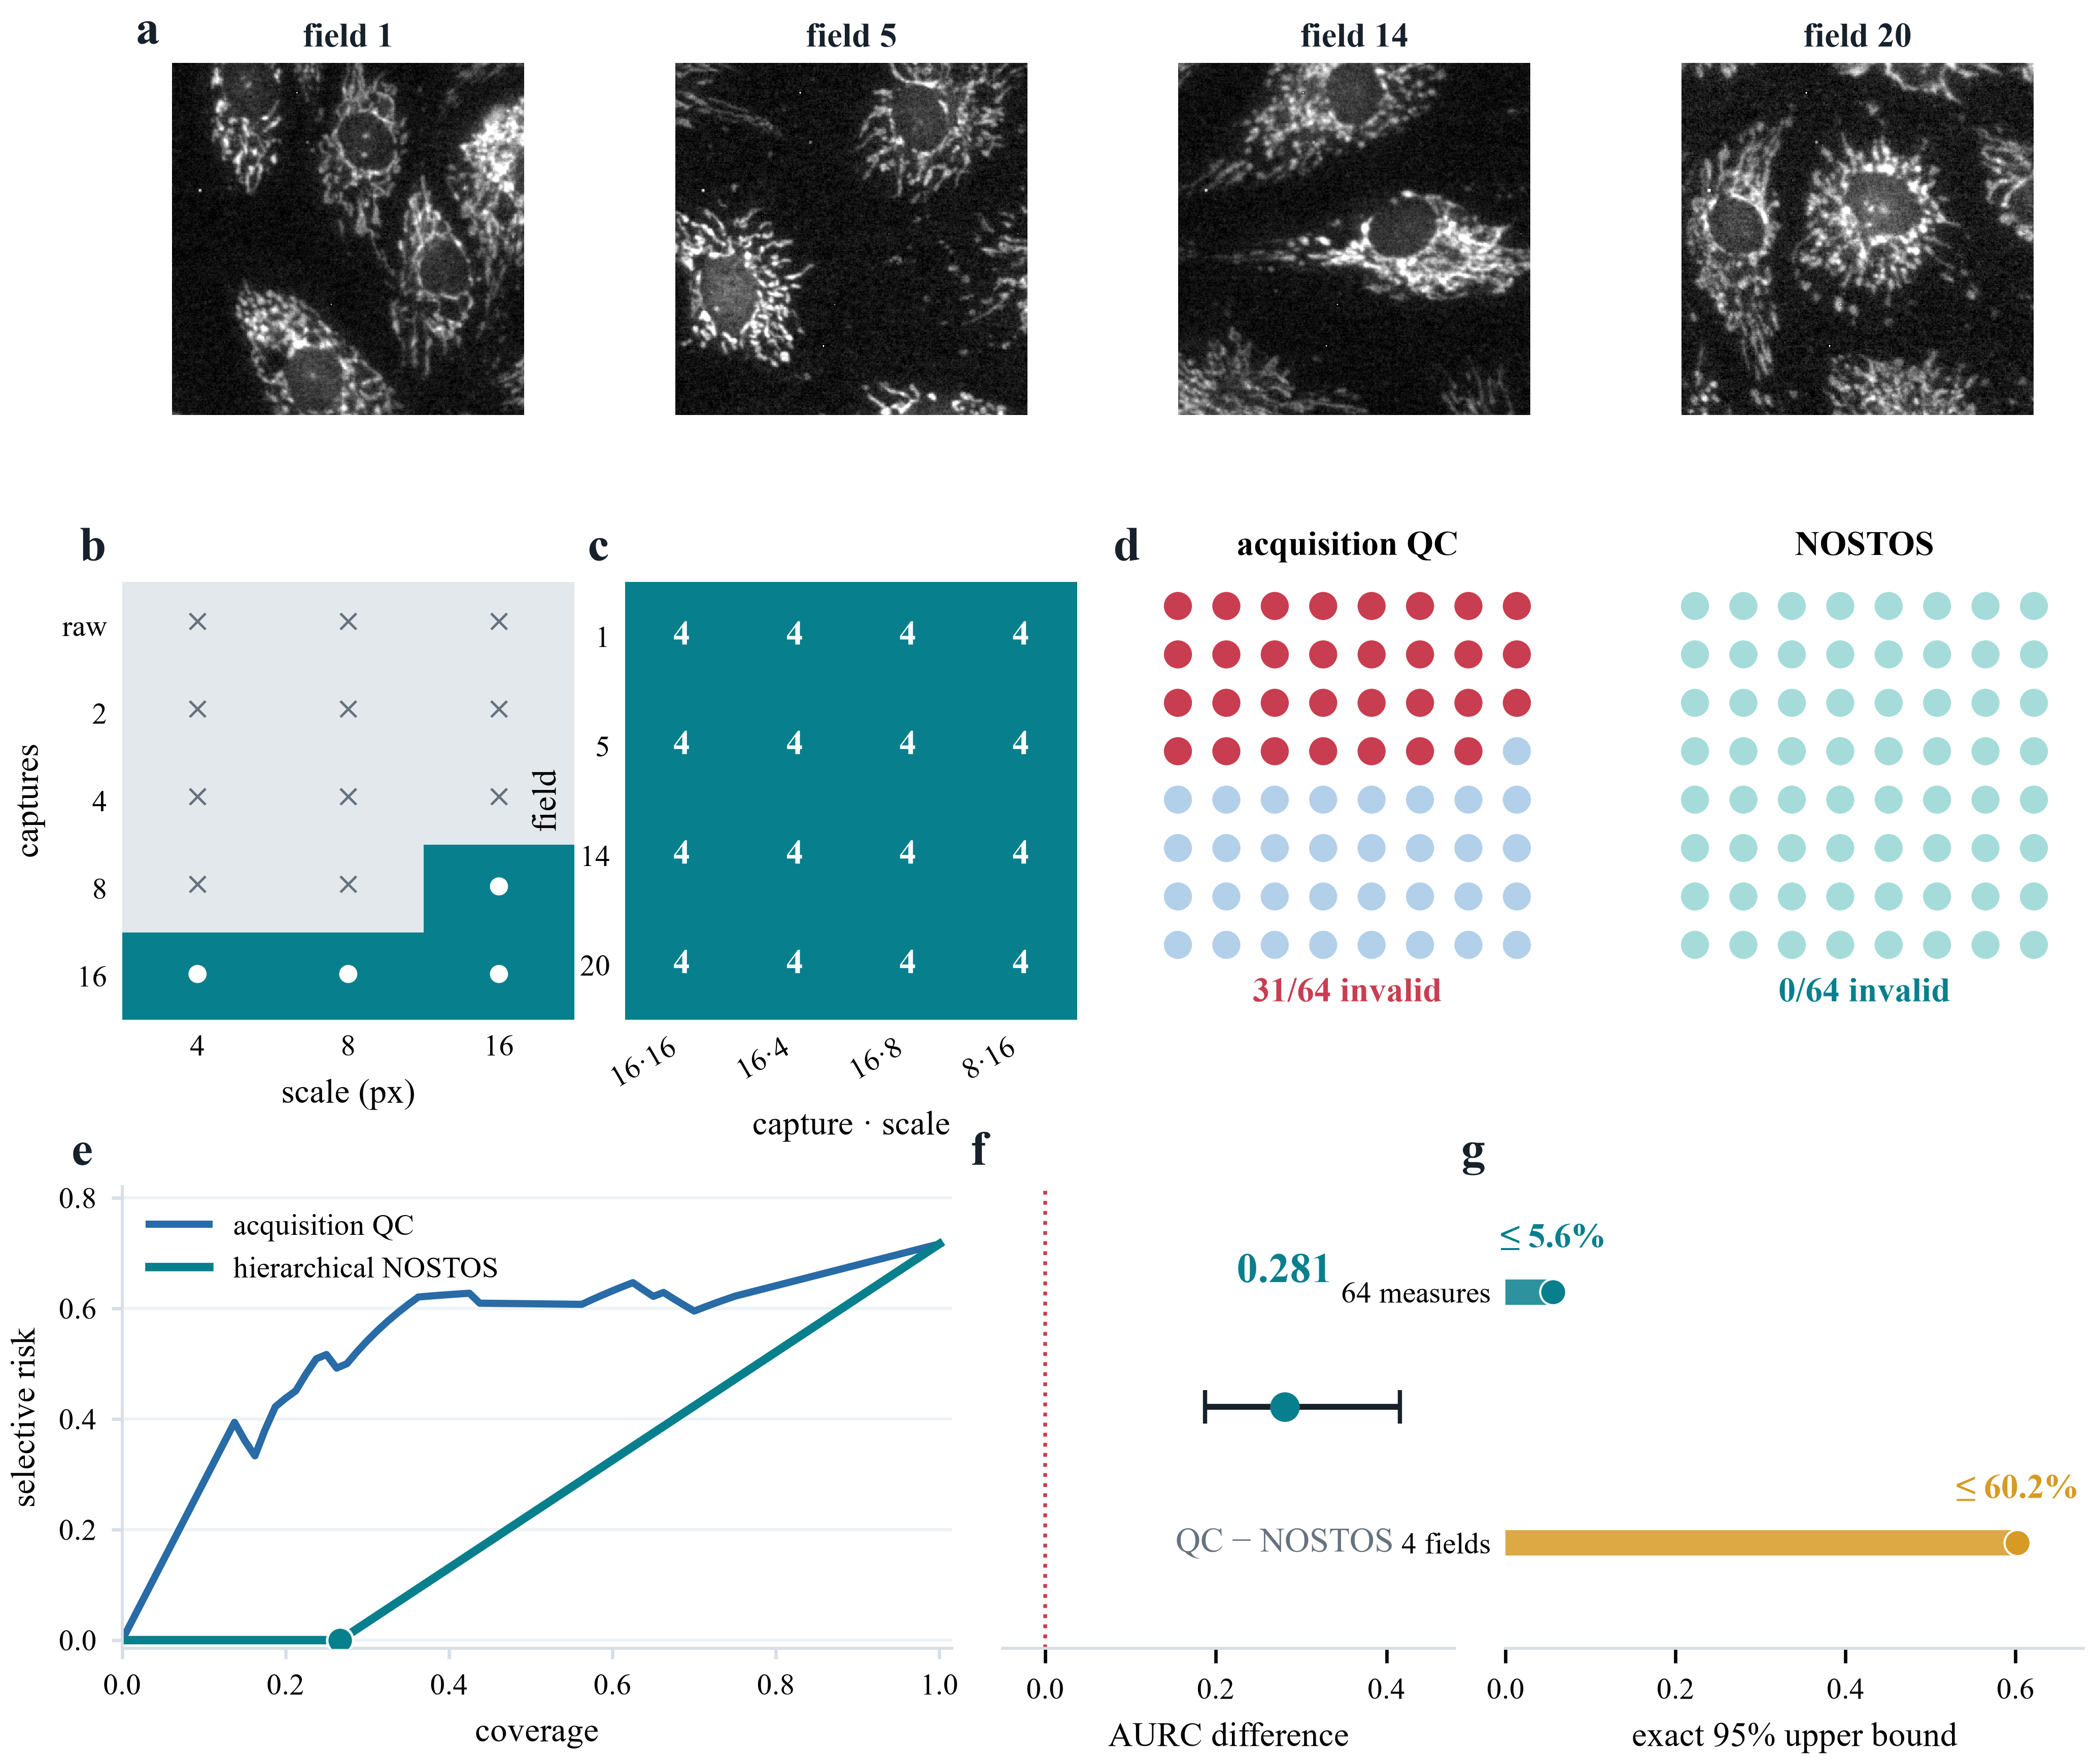 a
field 1
field 5
field 14
field 20
b
captures
raw
2
4
8
16
4
8
16
scale (px)
c
field
1
4 4 4 4
5
4 4 4 4
14
4 4 4 4
20
4 4 4 4
16·16
16·4
16·8
8·16
capture · scale
d
acquisition QC
31/64 invalid
NOSTOS
0/64 invalid
e
selective risk
0.8
0.6
0.4
0.2
0.0
acquisition QC
hierarchical NOSTOS
0.0
0.2
0.4
0.6
0.8
1.0
coverage
f
0.281
QC − NOSTOS
0.0
0.2
0.4
AURC difference
g
≤ 5.6%
64 measures
≤ 60.2%
4 fields
0.0
0.2
0.4
0.6
exact 95% upper bound